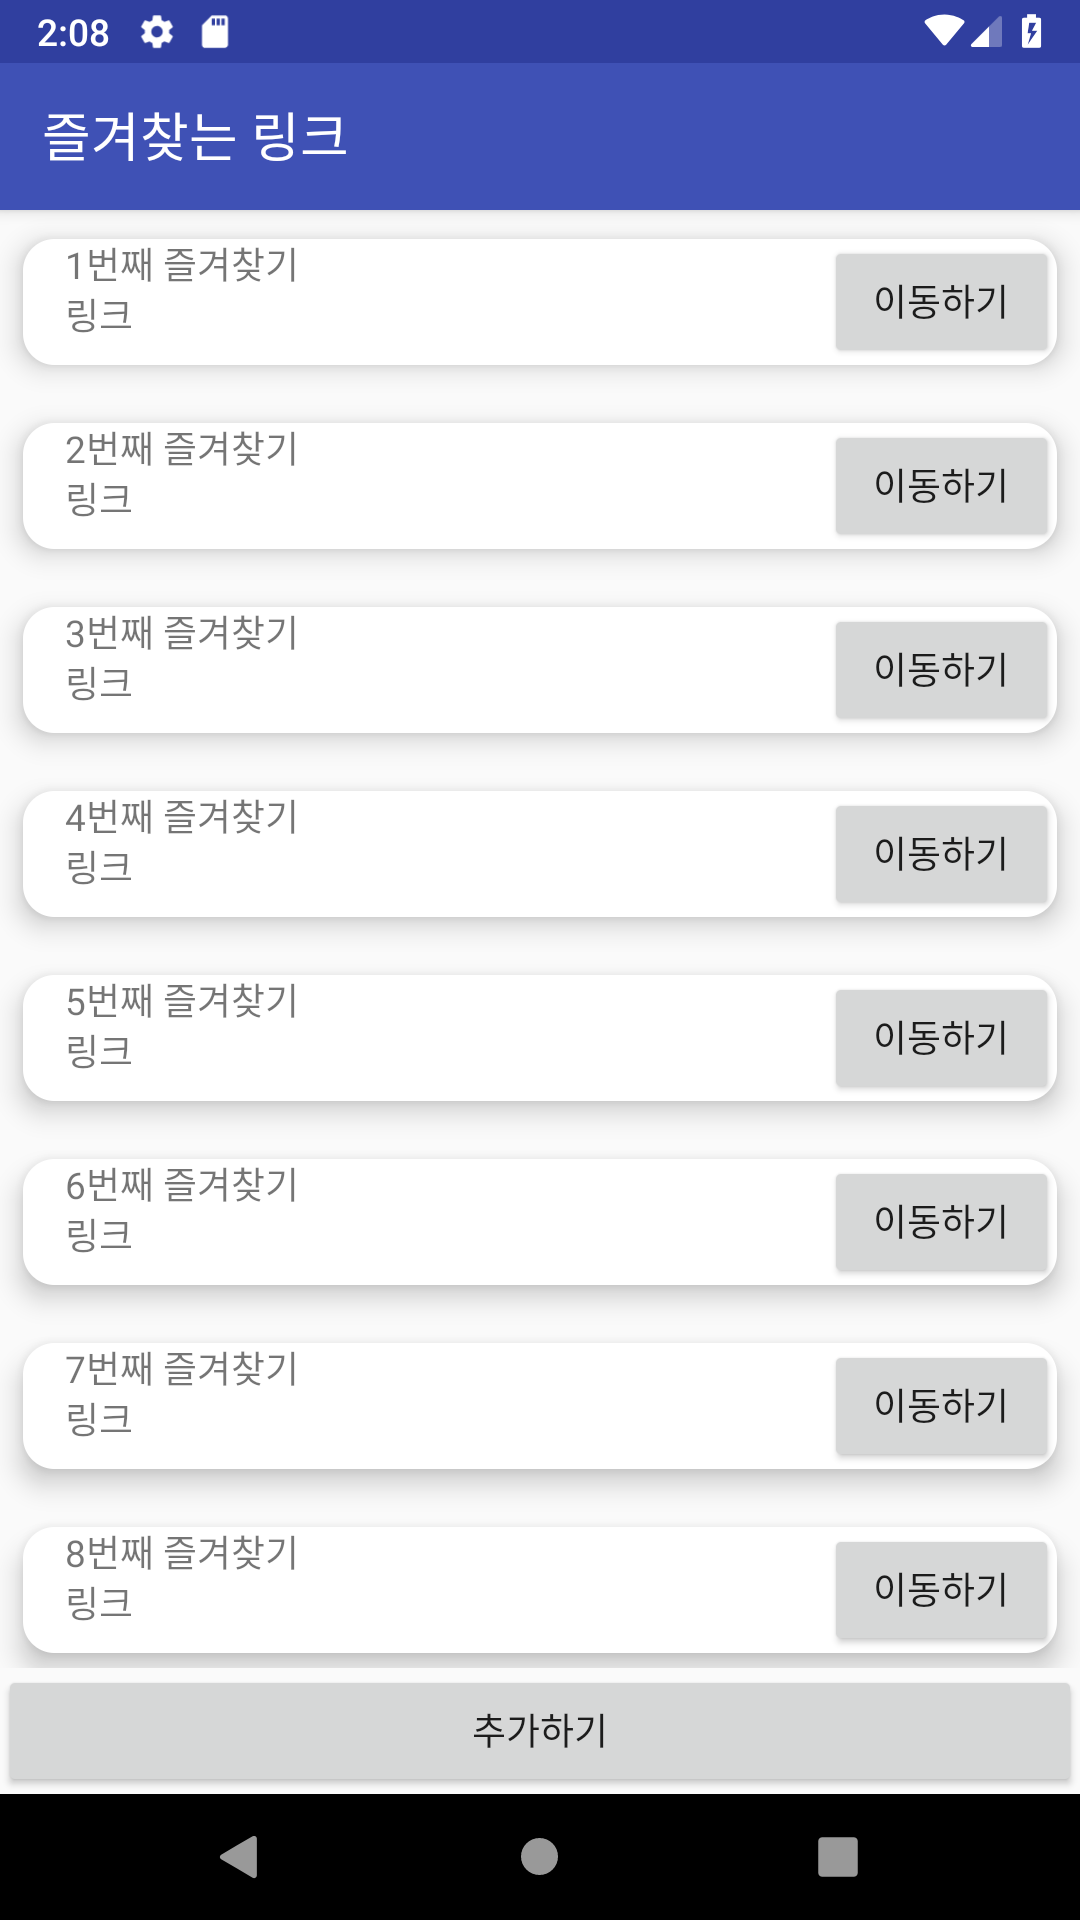 2:08
즐겨찾는 링크
1번째 즐겨찾기
링크
이동하기
2번째 즐겨찾기
링크
이동하기
3번째 즐겨찾기
링크
이동하기
4번째 즐겨찾기
링크
이동하기
5번째 즐겨찾기
링크
이동하기
6번째 즐겨찾기
링크
이동하기
7번째 즐겨찾기
링크
이동하기
8번째 즐겨찾기
링크
이동하기
추가하기